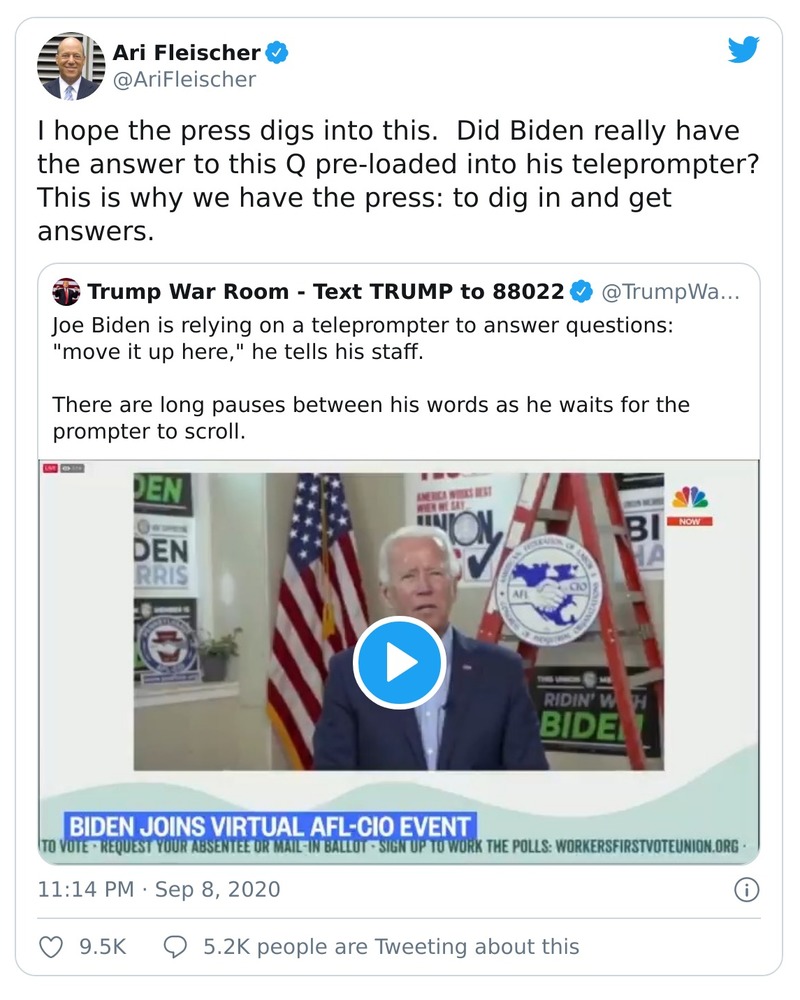 Ari Fleischer
@AriFleischer
I hope the press digs into this.  Did Biden really have
the answer to this Q pre-loaded into his teleprompter?
This is why we have the press: to dig in and get
answers.
Trump War Room - Text TRUMP to 88022 @TrumpWa...
Joe Biden is relying on a teleprompter to answer questions:
"move it up here," he tells his staff.
There are long pauses between his words as he waits for the
prompter to scroll.
LIVE
DEN
DEN
RRIS
AMERICA WORKS BEST
WHEN WE SAY...
UNION
BI
HA
NOW
AFL CIO
THIS UNION
RIDIN' W TH
BIDEN
BIDEN JOINS VIRTUAL AFL-CIO EVENT
TO VOTE · REQUEST YOUR ABSENTEE OR MAIL-IN BALLOT · SIGN UP TO WORK THE POLLS: WORKERSFIRSTVOTEUNION.ORG ·
11:14 PM · Sep 8, 2020
9.5K
5.2K people are Tweeting about this